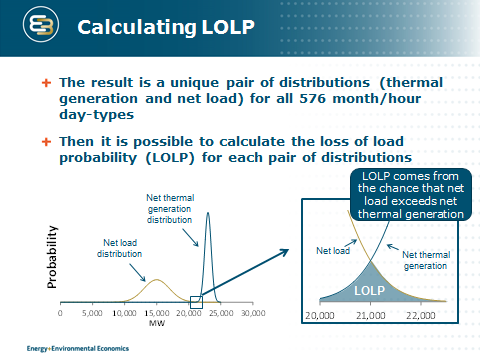 Calculating LOLP
+ The result is a unique pair of distributions (thermal
generation and net load) for all 576 month/hour
day-types
+ Then it is possible to calculate the loss of load
probability (LOLP) for each pair of distributions
LOLP comes from
the chance that net
load exceeds net
thermal generation
Net thermal
generation
distribution
Net load
distribution
Probability
0 5,000 10,000 15,000 20,000 25,000 30,000
MW
Net load
Net thermal
generation
LOLP
20,000 21,000 22,000
Energy+Environmental Economics